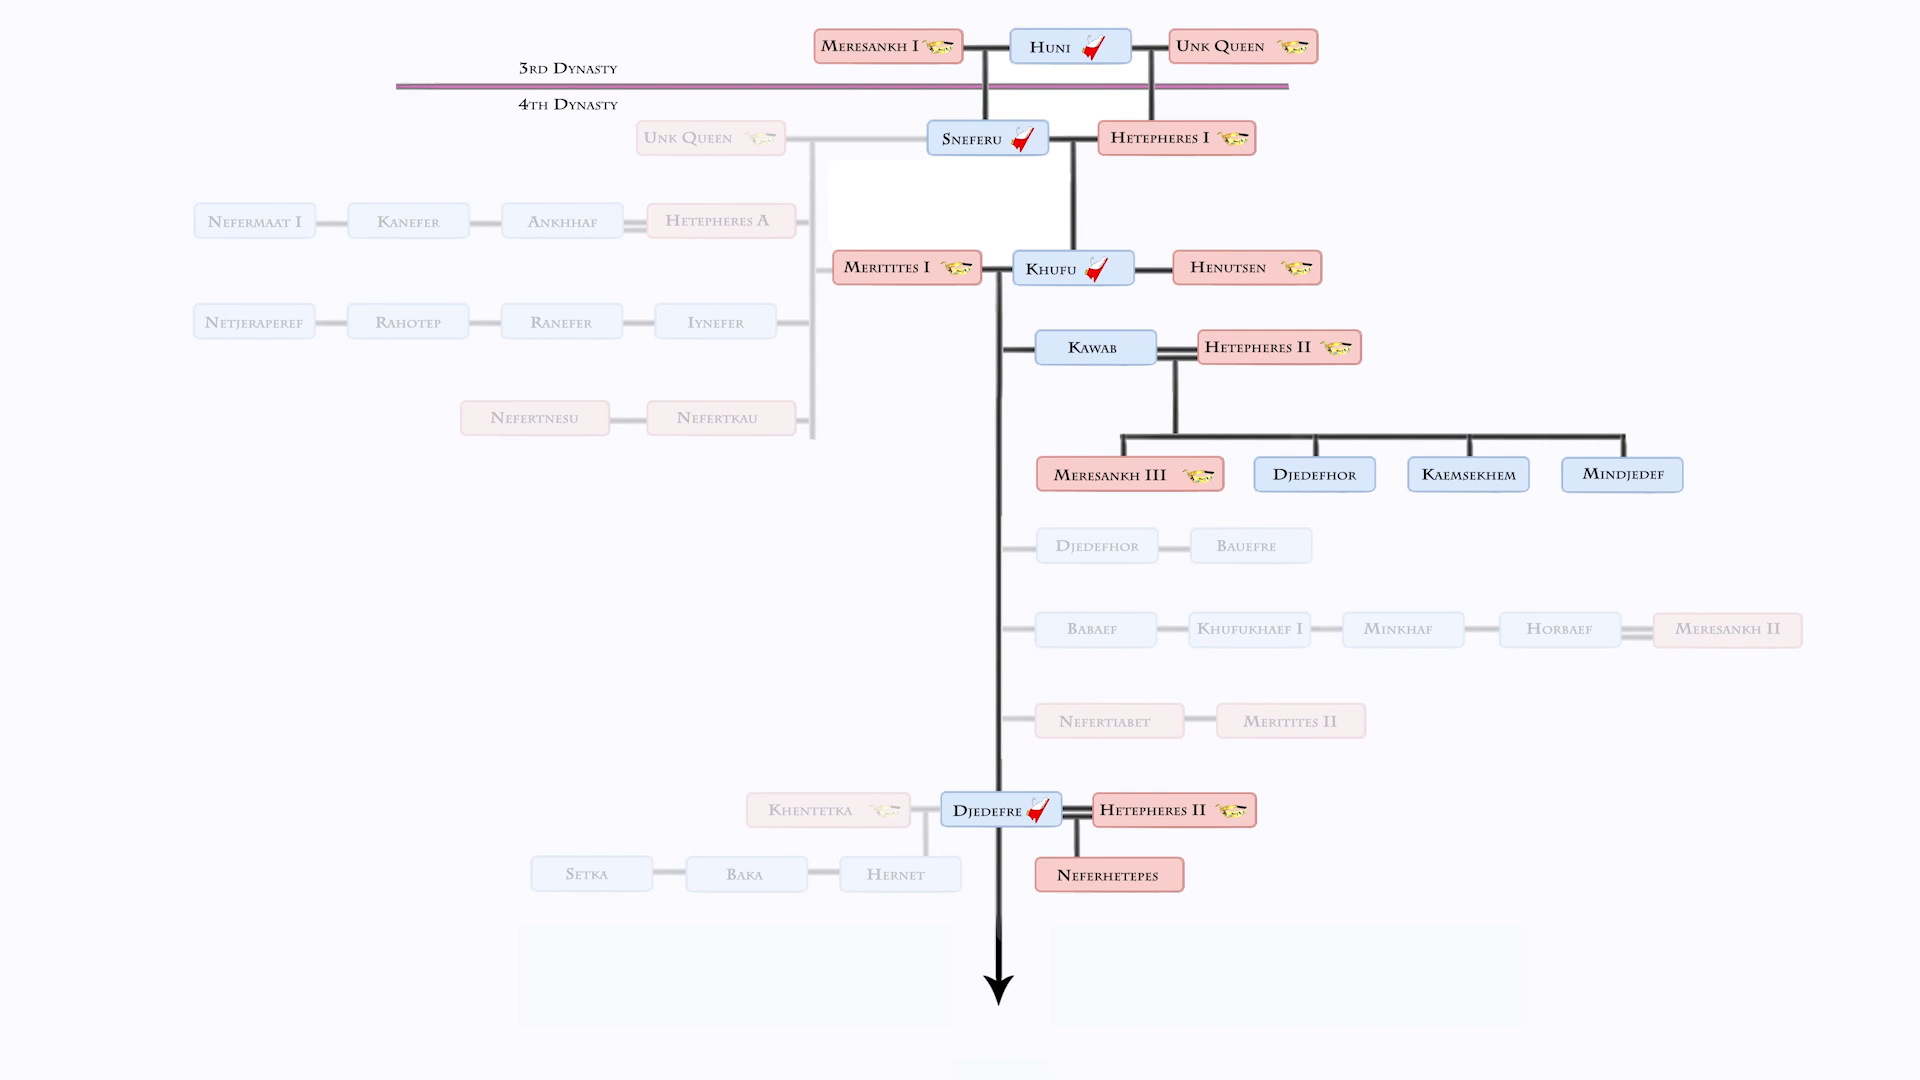 Meresankh I
Huni
Unk Queen
3rd Dynasty
4th Dynasty
Unk Queen
Sneferu
Hetepheres I
Nefermaat I
Kanefer
Ankhhaf
Hetepheres A
Meritites I
Khufu
Henutsen
Netjeraperef
Rahotep
Ranefer
Iynefer
Kawab
Hetepheres II
Nefertnesu
Nefertkau
Meresankh III
Djedefhor
Kaemsekhem
Mindjedef
Djedefhor
Bauefre
Babaef
Khufukhaef I
Minkhaf
Horbaef
Meresankh II
Nefertiabet
Meritites II
Khentetka
Djedefre
Hetepheres II
Setka
Baka
Hernet
Neferhetepes